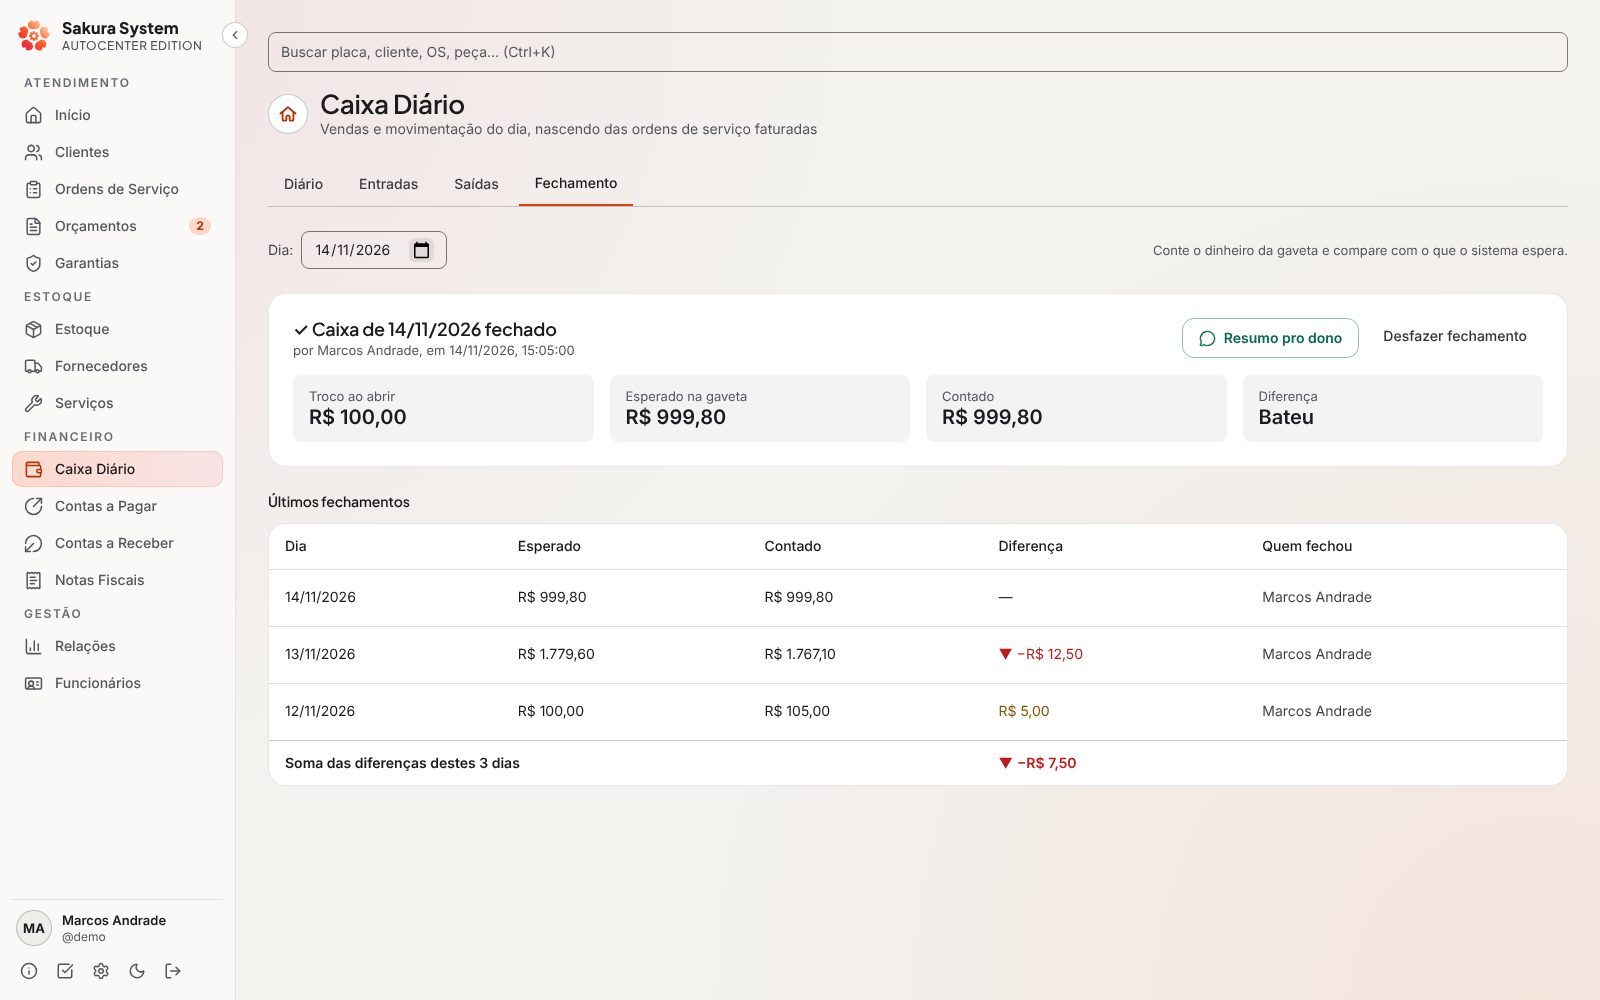 Sakura System
AUTOCENTER EDITION
ATENDIMENTO
Início
Clientes
Ordens de Serviço
Orçamentos 2
Garantias
ESTOQUE
Estoque
Fornecedores
Serviços
FINANCEIRO
Caixa Diário
Contas a Pagar
Contas a Receber
Notas Fiscais
GESTÃO
Relações
Funcionários
MA
Marcos Andrade
@demo
Buscar placa, cliente, OS, peça... (Ctrl+K)
Caixa Diário
Vendas e movimentação do dia, nascendo das ordens de serviço faturadas
Diário Entradas Saídas Fechamento
Dia: 14/11/2026
Conte o dinheiro da gaveta e compare com o que o sistema espera.
✓ Caixa de 14/11/2026 fechado
por Marcos Andrade, em 14/11/2026, 15:05:00
Resumo pro dono
Desfazer fechamento
Troco ao abrir
R$ 100,00
Esperado na gaveta
R$ 999,80
Contado
R$ 999,80
Diferença
Bateu
Últimos fechamentos
Dia Esperado Contado Diferença Quem fechou
14/11/2026 R$ 999,80 R$ 999,80 — Marcos Andrade
13/11/2026 R$ 1.779,60 R$ 1.767,10 ▼ −R$ 12,50 Marcos Andrade
12/11/2026 R$ 100,00 R$ 105,00 R$ 5,00 Marcos Andrade
Soma das diferenças destes 3 dias ▼ −R$ 7,50